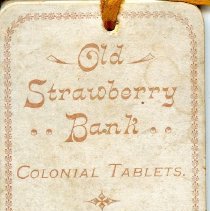 Old
Strawberry
Bank
COLONIAL TABLETS.